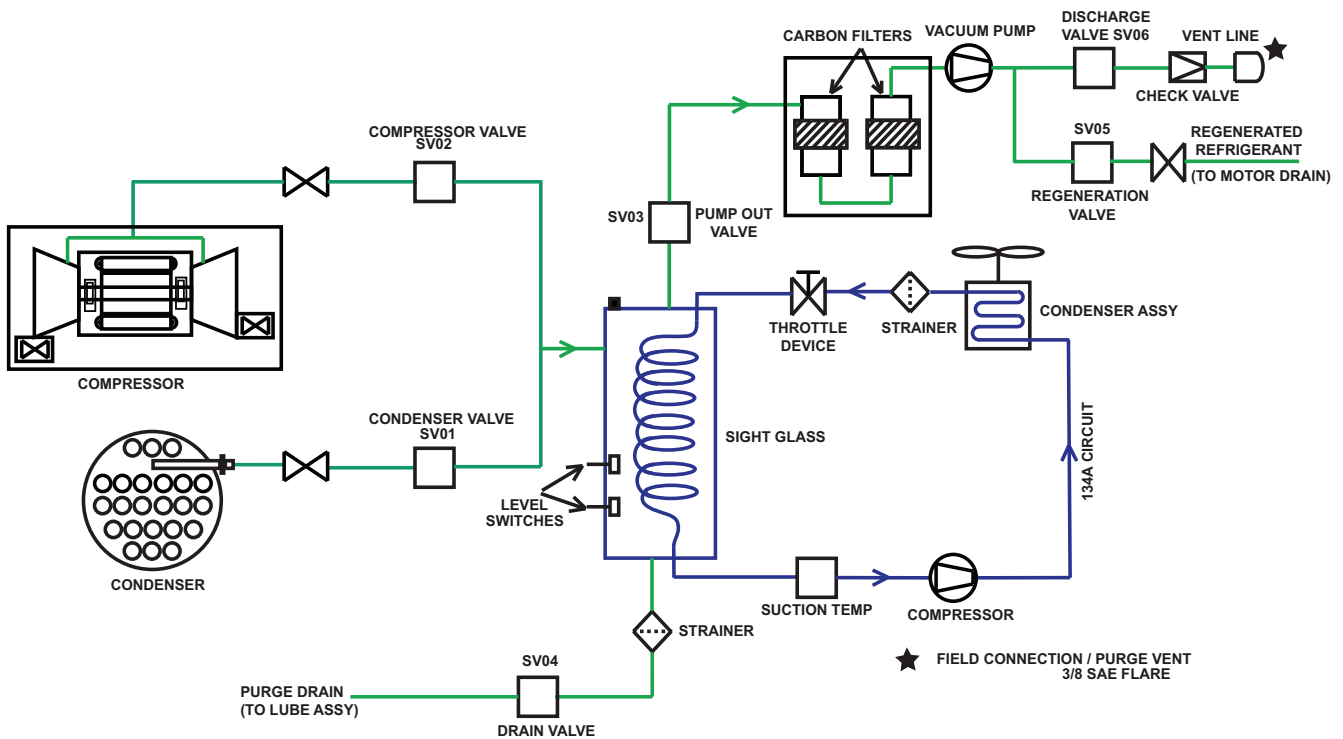 DISCHARGE
VALVE SV06
VENT LINE
CARBON FILTERS
VACUUM PUMP
CHECK VALVE
COMPRESSOR VALVE
SV02
SV05
REGENERATED
REFRIGERANT
(TO MOTOR DRAIN)
REGENERATION
VALVE
SV03
PUMP OUT
VALVE
COMPRESSOR
THROTTLE
DEVICE
STRAINER
CONDENSER ASSY
CONDENSER VALVE
SV01
SIGHT GLASS
134A CIRCUIT
LEVEL
SWITCHES
CONDENSER
SUCTION TEMP
COMPRESSOR
STRAINER
SV04
FIELD CONNECTION / PURGE VENT
3/8 SAE FLARE
PURGE DRAIN
(TO LUBE ASSY)
DRAIN VALVE